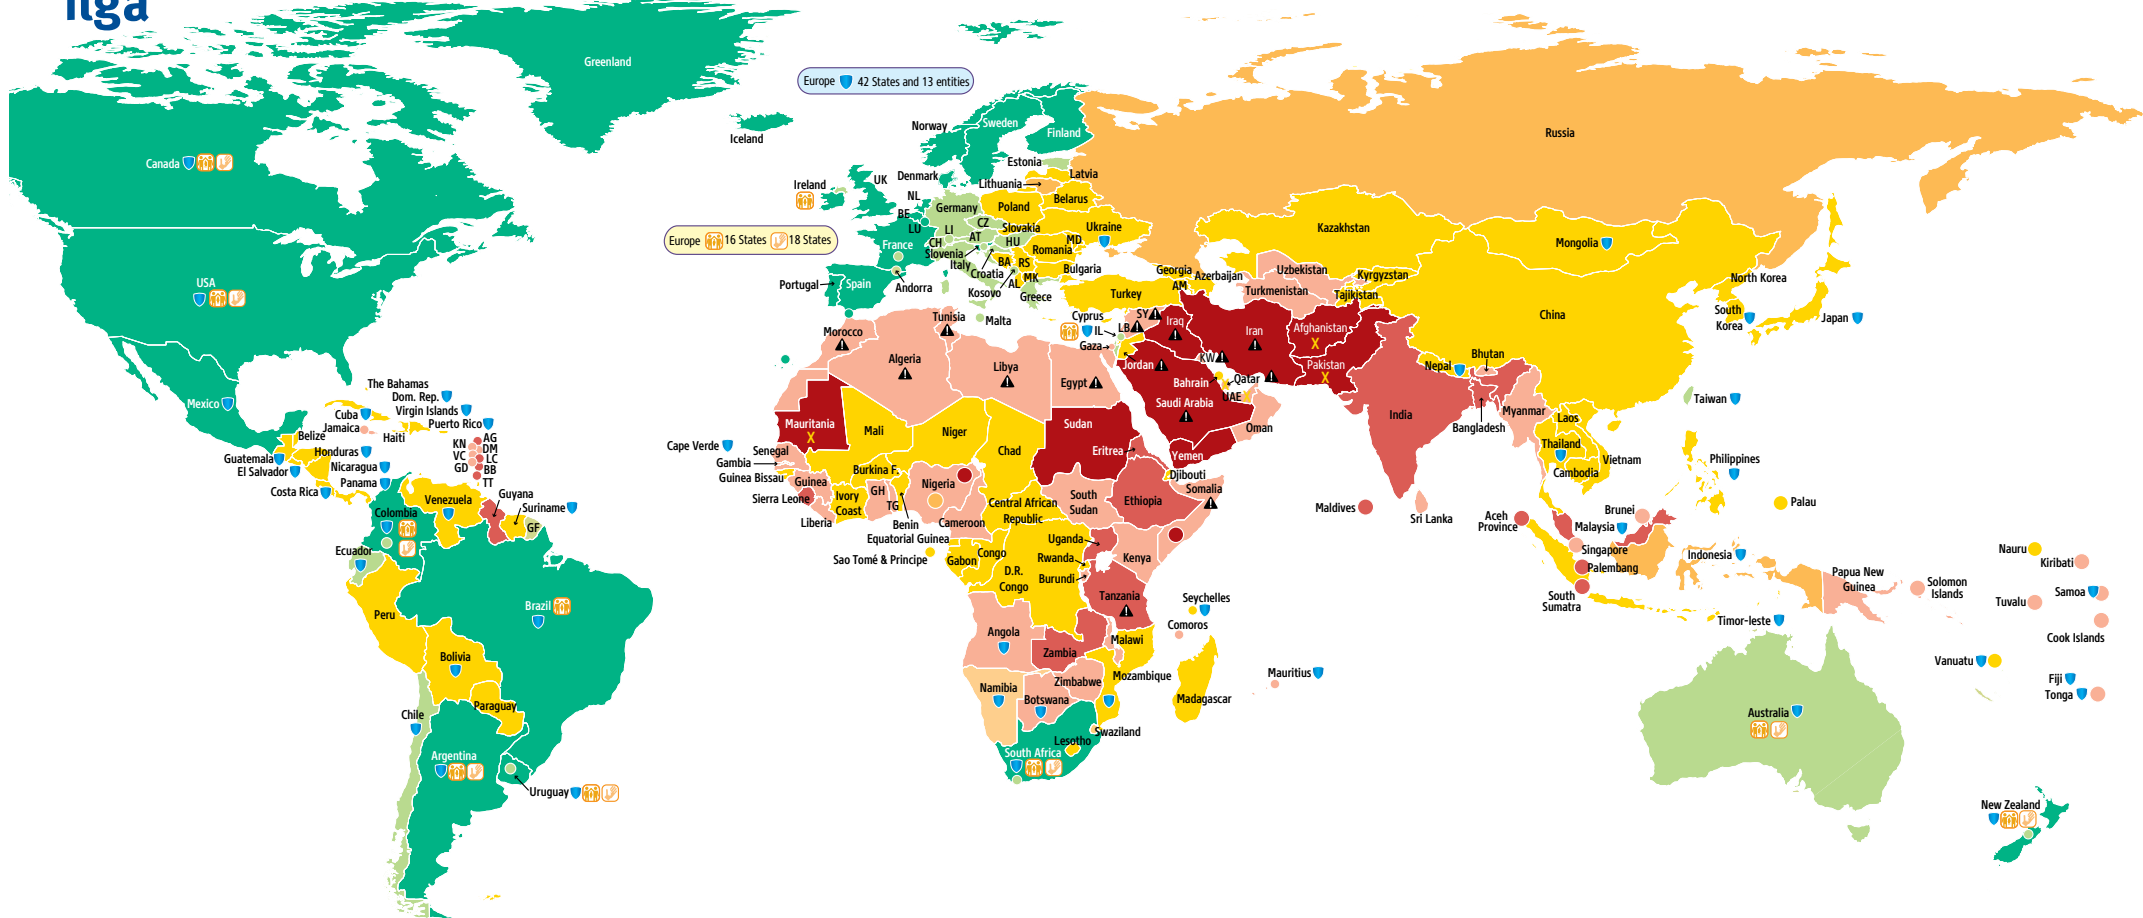 ilga
Greenland
Europe 42 States and 13 entities
Iceland
Norway
Sweden
Finland
Russia
Canada
Estonia
Latvia
Lithuania
Denmark
UK
Ireland
NL
BE
LU
Germany
Poland
Belarus
CZ
Slovakia
Ukraine
LI
AT
HU
MD
CH
France
Slovenia
Romania
Italy
BA
RS
Croatia
Bulgaria
MK
AL
Kosovo
Greece
Europe 16 States 18 States
Portugal
Spain
Andorra
Malta
Kazakhstan
Mongolia
Georgia
Azerbaijan
AM
Turkey
Uzbekistan
Kyrgyzstan
Turkmenistan
Tajikistan
North Korea
South
Korea
Japan
China
USA
Mexico
The Bahamas
Dom. Rep.
Cuba
Virgin Islands
Jamaica
Puerto Rico
Haiti
Belize
Honduras
Guatemala
El Salvador
Nicaragua
Costa Rica
Panama
KN
AG
DM
VC
LC
GD
BB
TT
Venezuela
Guyana
Suriname
GF
Colombia
Ecuador
Peru
Brazil
Bolivia
Paraguay
Chile
Argentina
Uruguay
Morocco
Tunisia
Algeria
Libya
Egypt
Cyprus
SY
LB
IL
Gaza
Iraq
Jordan
Iran
KW
Afghanistan
X
Pakistan
X
Bahrain
Qatar
UAE
Saudi Arabia
Oman
Yemen
Nepal
Bhutan
India
Bangladesh
Myanmar
Laos
Thailand
Vietnam
Cambodia
Taiwan
Philippines
Palau
Mauritania
X
Mali
Niger
Chad
Sudan
Eritrea
Djibouti
Somalia
Cape Verde
Senegal
Gambia
Guinea Bissau
Guinea
Sierra Leone
Liberia
Ivory
Coast
Burkina F.
GH
TG
Benin
Nigeria
Cameroon
Equatorial Guinea
Sao Tomé & Principe
Central African
Republic
South
Sudan
Ethiopia
Gabon
Congo
D.R.
Congo
Uganda
Rwanda
Burundi
Kenya
Tanzania
Seychelles
Comoros
Angola
Zambia
Malawi
Mozambique
Zimbabwe
Namibia
Botswana
Madagascar
Mauritius
Swaziland
Lesotho
South Africa
Maldives
Sri Lanka
Aceh
Province
Brunei
Malaysia
Singapore
Palembang
South
Sumatra
Indonesia
Timor-leste
Papua New
Guinea
Solomon
Islands
Nauru
Kiribati
Tuvalu
Samoa
Cook Islands
Vanuatu
Fiji
Tonga
Australia
New Zealand